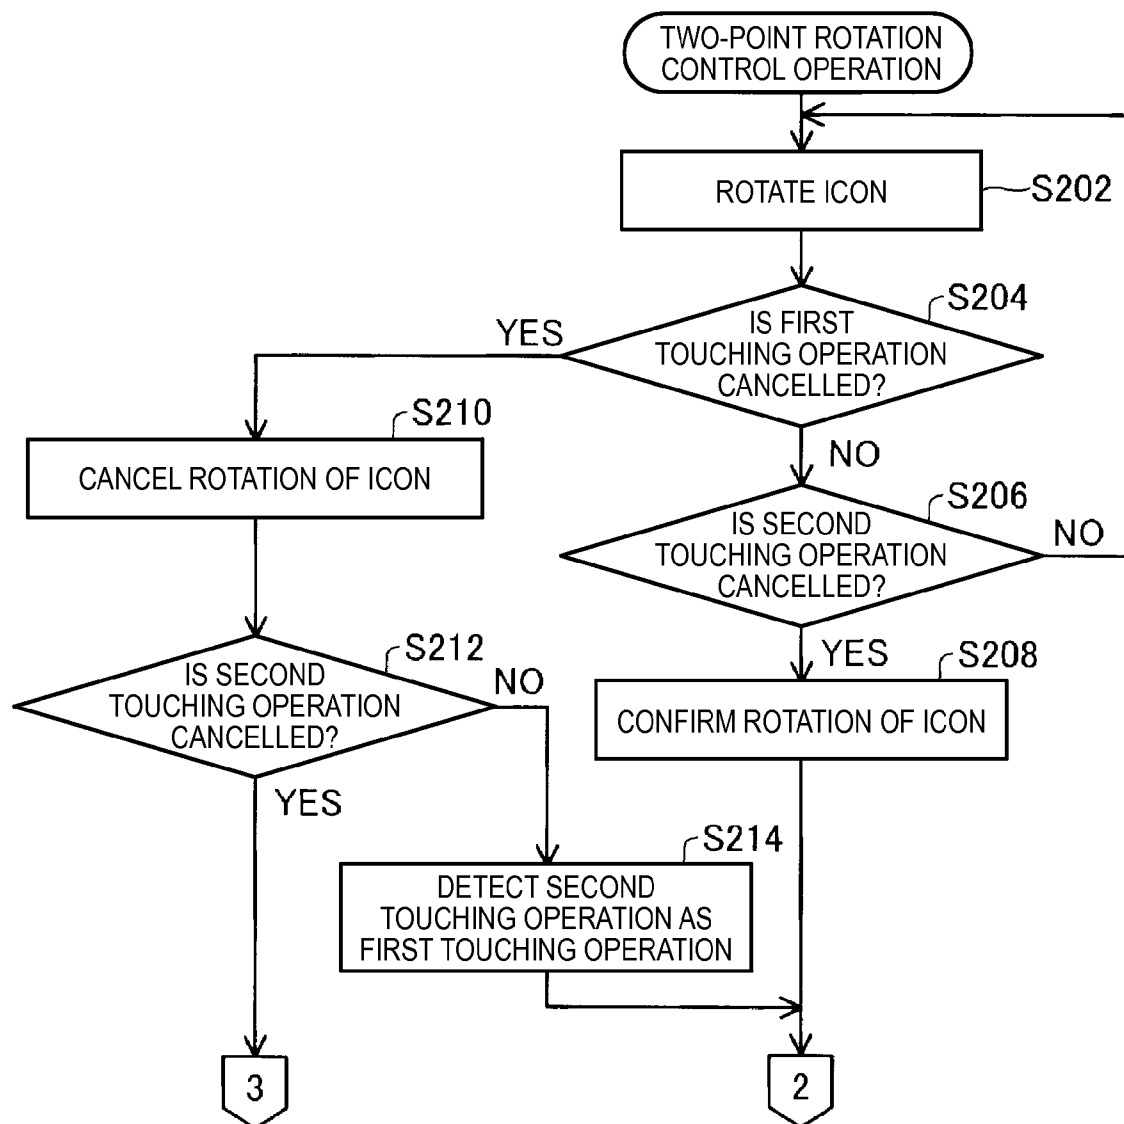 TWO-POINT ROTATION
CONTROL OPERATION
ROTATE ICON
S202
S204
IS FIRST
TOUCHING OPERATION
CANCELLED?
YES
NO
S210
CANCEL ROTATION OF ICON
S206
IS SECOND
TOUCHING OPERATION
CANCELLED?
NO
YES
S212
IS SECOND
TOUCHING OPERATION
CANCELLED?
NO
YES
S208
CONFIRM ROTATION OF ICON
S214
DETECT SECOND
TOUCHING OPERATION AS
FIRST TOUCHING OPERATION
3
2